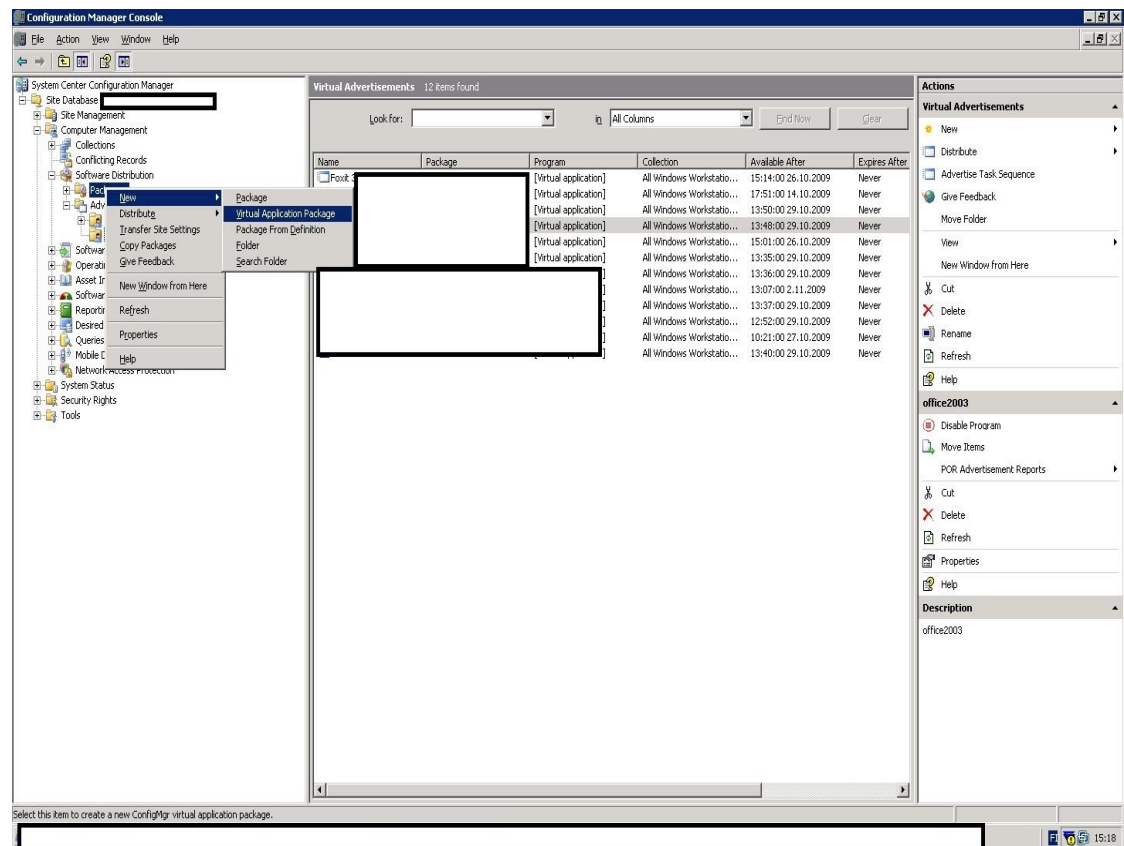 Configuration Manager Console
File Action View Window Help
System Center Configuration Manager
Site Database
Site Management
Computer Management
Collections
Conflicting Records
Software Distribution
Pac
Adv
Softwar
Operati
Asset Ir
Softwar
Reportin
Desired
Queries
Mobile D
Network Access Protection
System Status
Security Rights
Tools
New
Distribute
Transfer Site Settings
Copy Packages
Give Feedback
New Window from Here
Refresh
Properties
Help
Package
Virtual Application Package
Package From Definition
Folder
Search Folder
Virtual Advertisements 12 items found
Look for: in All Columns Find Now Clear
Name Package Program Collection Available After Expires After
Foxit [Virtual application] All Windows Workstatio... 15:14:00 26.10.2009 Never
[Virtual application] All Windows Workstatio... 17:51:00 14.10.2009 Never
[Virtual application] All Windows Workstatio... 13:50:00 29.10.2009 Never
[Virtual application] All Windows Workstatio... 13:48:00 29.10.2009 Never
[Virtual application] All Windows Workstatio... 15:01:00 26.10.2009 Never
[Virtual application] All Windows Workstatio... 13:35:00 29.10.2009 Never
] All Windows Workstatio... 13:36:00 29.10.2009 Never
] All Windows Workstatio... 13:07:00 2.11.2009 Never
] All Windows Workstatio... 13:37:00 29.10.2009 Never
] All Windows Workstatio... 12:52:00 29.10.2009 Never
] All Windows Workstatio... 10:21:00 27.10.2009 Never
] All Windows Workstatio... 13:40:00 29.10.2009 Never
Actions
Virtual Advertisements
New
Distribute
Advertise Task Sequence
Give Feedback
Move Folder
View
New Window from Here
Cut
Delete
Rename
Refresh
Help
office2003
Disable Program
Move Items
POR Advertisement Reports
Cut
Delete
Refresh
Properties
Help
Description
office2003
Select this item to create a new ConfigMgr virtual application package.
FI 15:18